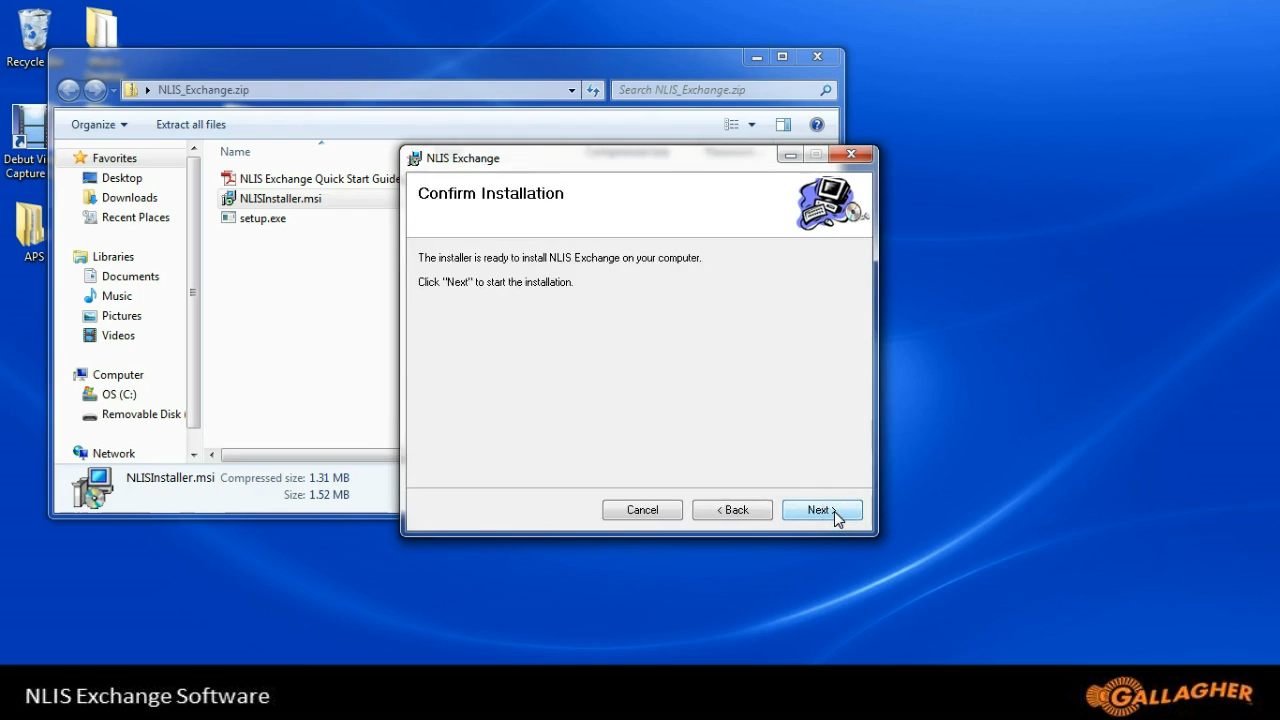 Recycle
Debut Vi
Capture
APS
NLIS_Exchange.zip
Search NLIS_Exchange.zip
Organize
Extract all files
Favorites
Desktop
Downloads
Recent Places
Libraries
Documents
Music
Pictures
Videos
Computer
OS (C:)
Removable Disk (
Network
Name
NLIS Exchange Quick Start Guide
NLISInstaller.msi
setup.exe
NLISInstaller.msi Compressed size: 1.31 MB
Size: 1.52 MB
NLIS Exchange
Confirm Installation
The installer is ready to install NLIS Exchange on your computer.
Click "Next" to start the installation.
Cancel
< Back
Next >
NLIS Exchange Software
GALLAGHER